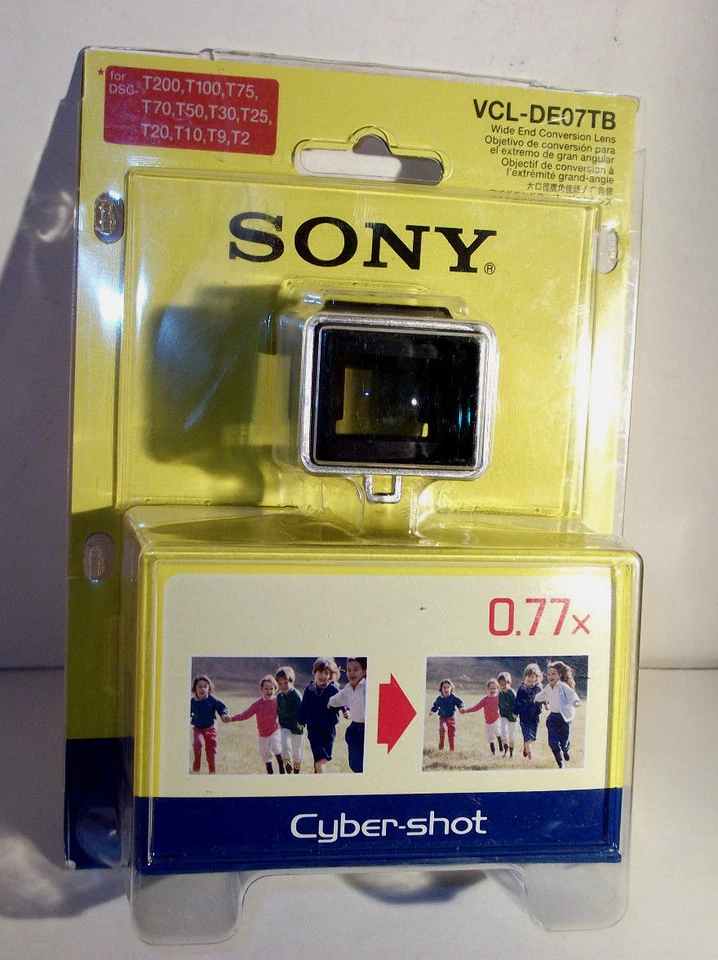 * for
DSC- T200,T100,T75,
T70,T50,T30,T25,
T20,T10,T9,T2
VCL-DE07TB
Wide End Conversion Lens
Objetivo de conversión para
el extremo de gran angular
Objectif de conversion à
l'extrémité grand-angle
SONY®
0.77x
Cyber-shot